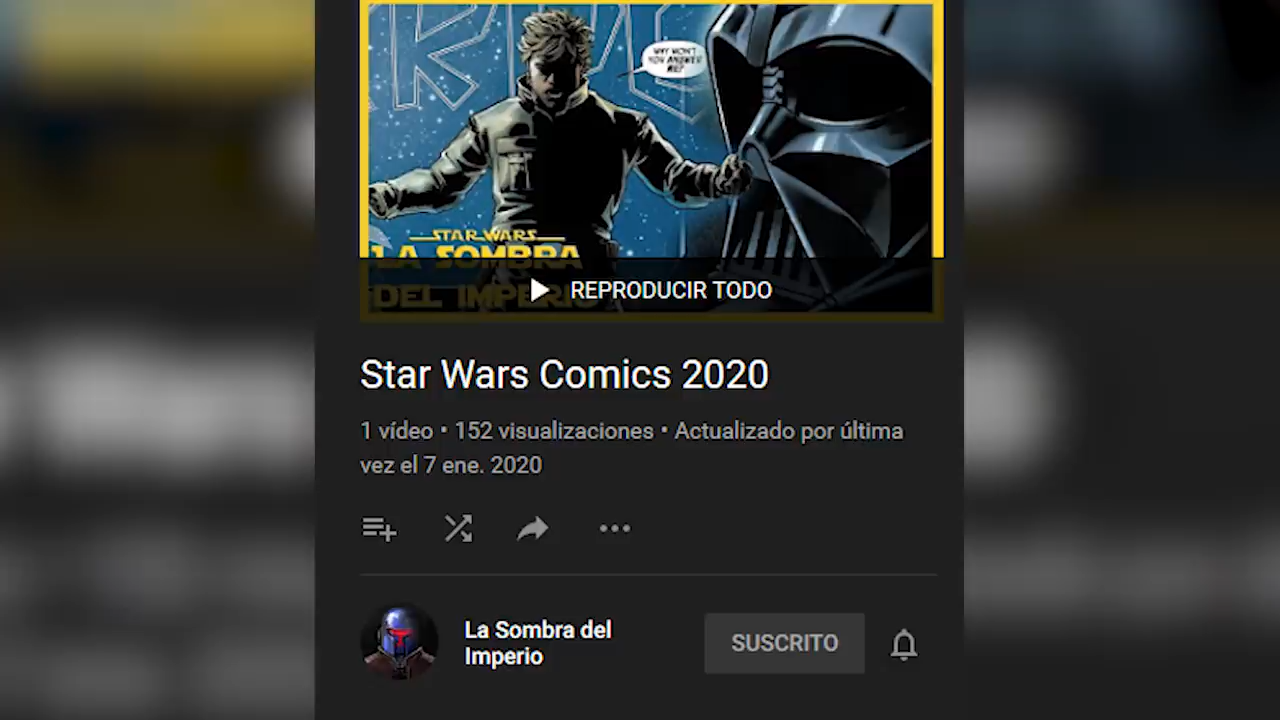 WHY WON'T
YOU ANSWER
ME!?
STAR WARS
LA SOMBRA
DEL IMPERIO
REPRODUCIR TODO
Star Wars Comics 2020
1 vídeo • 152 visualizaciones • Actualizado por última
vez el 7 ene. 2020
La Sombra del
Imperio
SUSCRITO